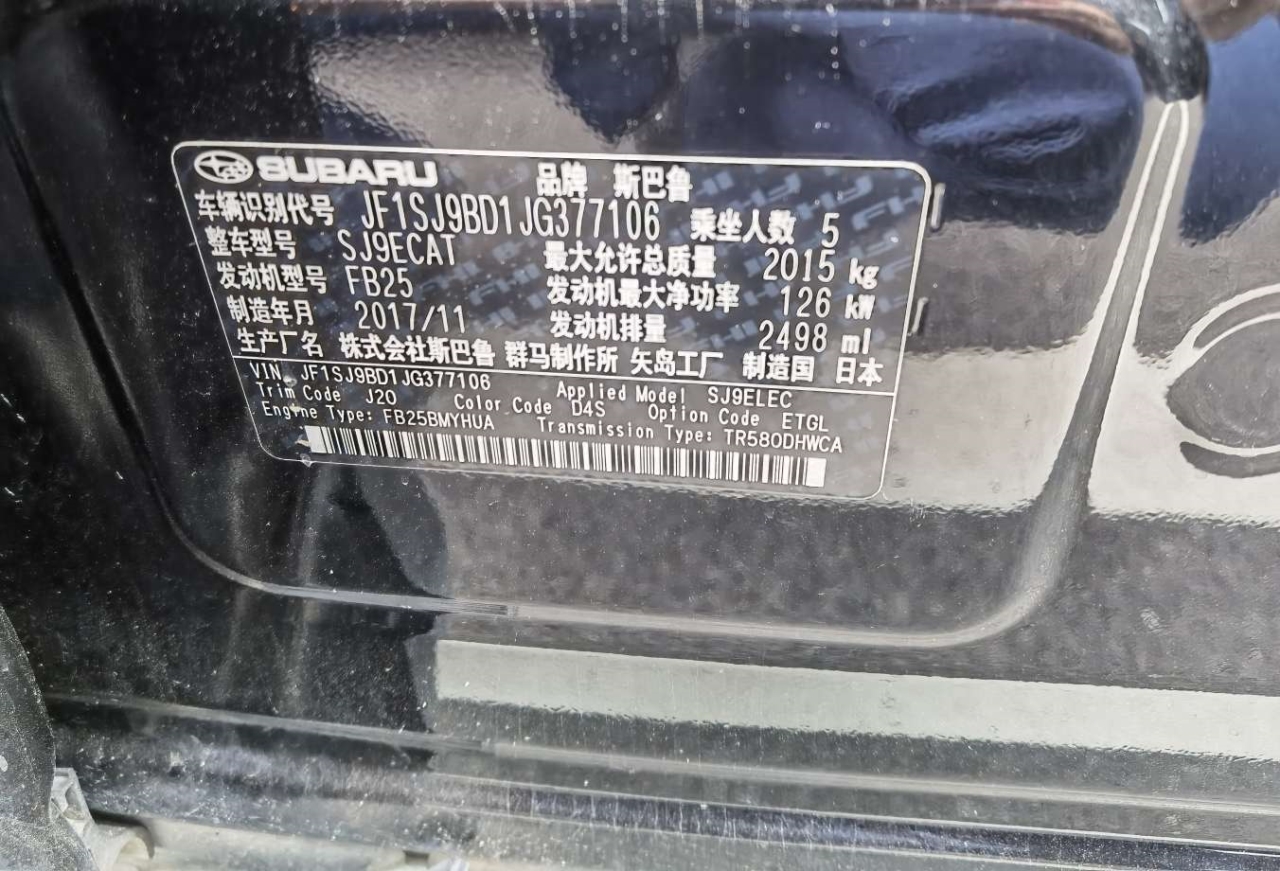 SUBARU 品牌 斯巴鲁
车辆识别代号 JF1SJ9BD1JG377106 乘坐人数 5
整车型号 SJ9ECAT 最大允许总质量 2015 kg
发动机型号 FB25 发动机最大净功率 126 kW
制造年月 2017/11 发动机排量 2498 ml
生产厂名 株式会社斯巴鲁 群马制作所 矢岛工厂 制造国 日本
VIN JF1SJ9BD1JG377106 Applied Model SJ9ELEC
Trim Code J20 Color Code D4S Option Code ETGL
Engine Type: FB25BMYHUA Transmission Type: TR580DHWCA